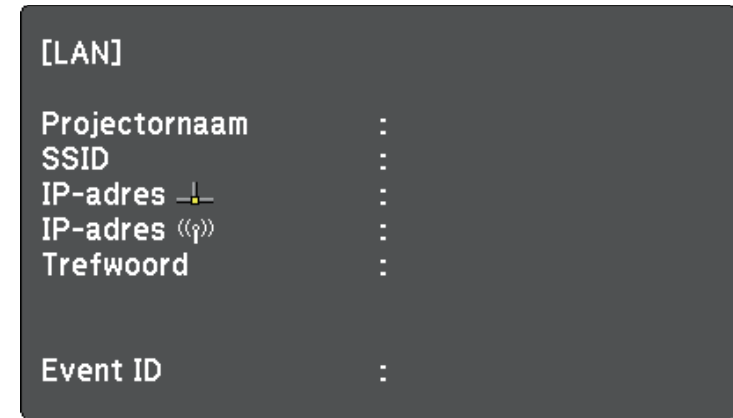 [LAN]
Projectornaam :
SSID :
IP-adres :
IP-adres :
Trefwoord :
Event ID :